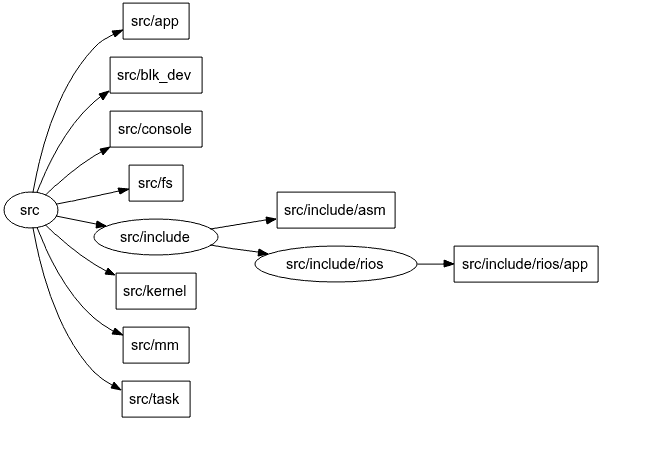 src/app
src/blk_dev
src/console
src/fs
src/include/asm
src
src/include
src/include/rios
src/include/rios/app
src/kernel
src/mm
src/task